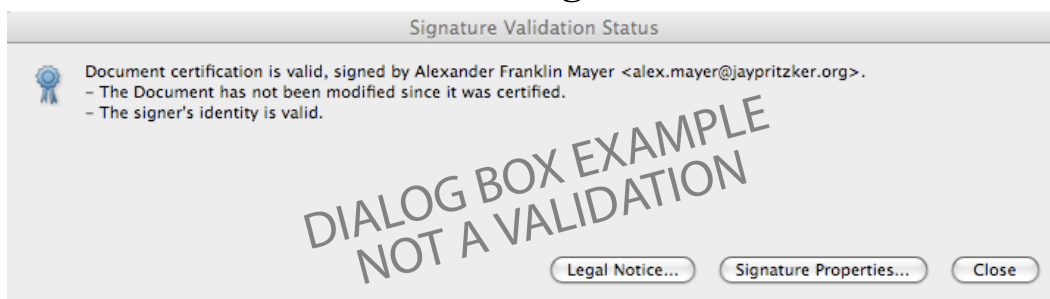 Signature Validation Status
Document certification is valid, signed by Alexander Franklin Mayer <alex.mayer@jaypritzker.org>.
– The Document has not been modified since it was certified.
– The signer's identity is valid.
DIALOG BOX EXAMPLE
NOT A VALIDATION
Legal Notice... Signature Properties... Close